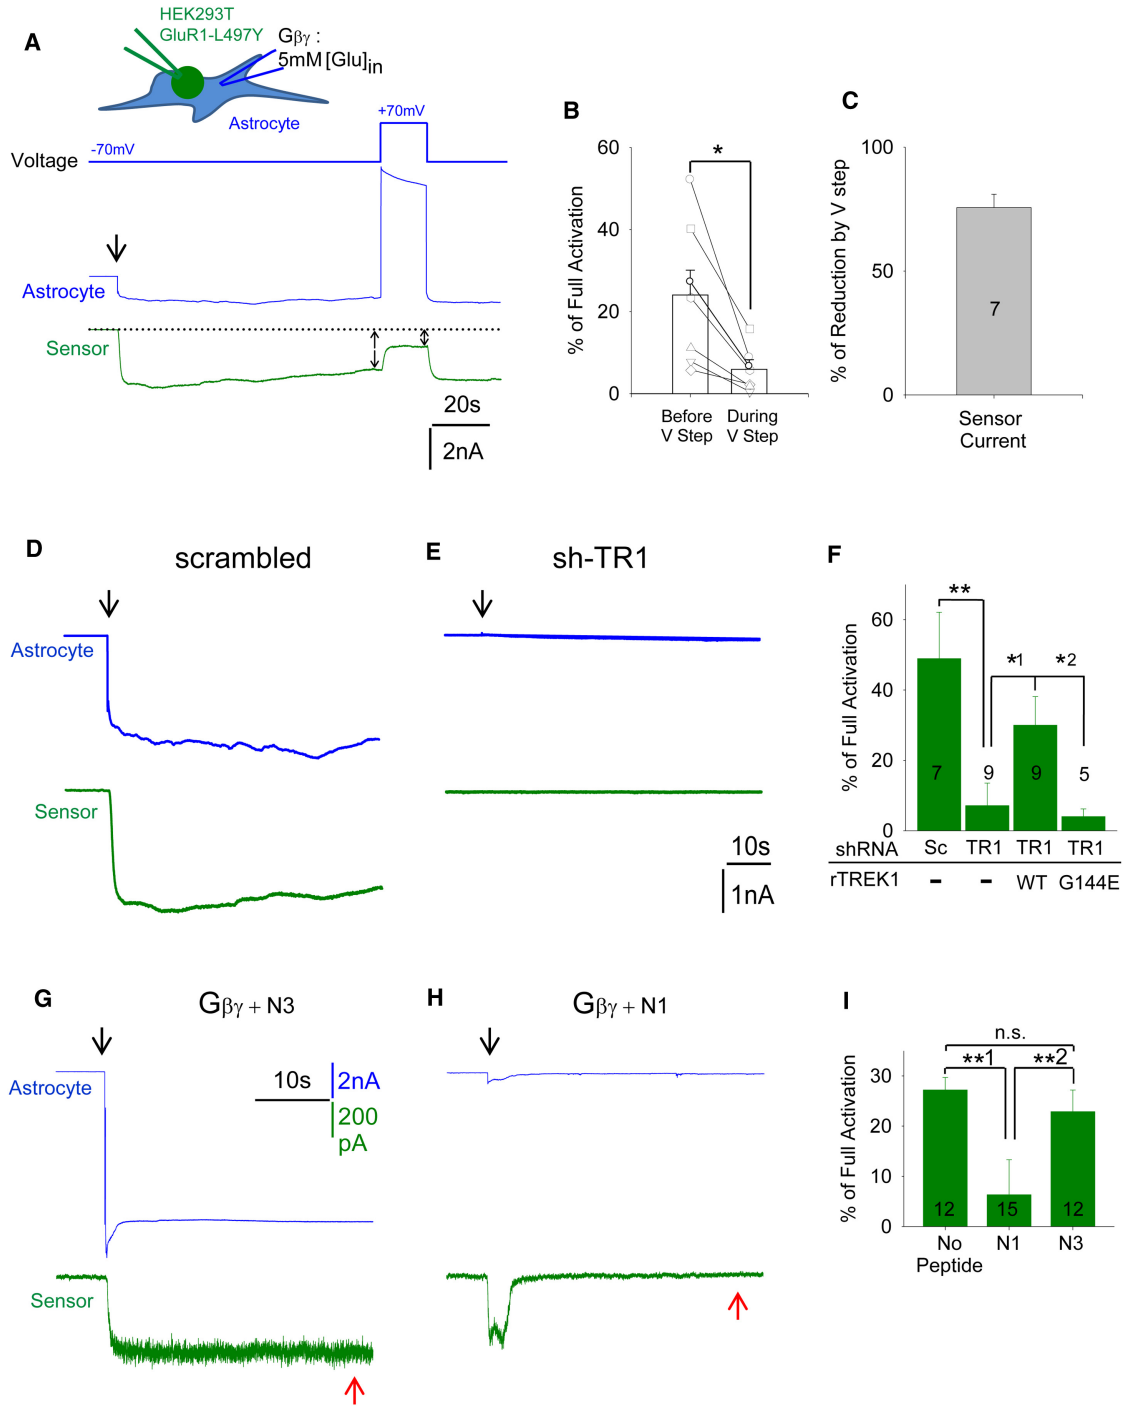 A
HEK293T
GluR1-L497Y
Gβγ :
5mM [Glu]in
Astrocyte
Voltage
-70mV
+70mV
Astrocyte
Sensor
20s
2nA
B
% of Full Activation
60
40
20
0
*
Before
V Step
During
V Step
C
% of Reduction by V step
100
50
0
7
Sensor
Current
D
scrambled
Astrocyte
Sensor
E
sh-TR1
10s
1nA
F
% of Full Activation
60
40
20
0
**
*1
*2
7
9
9
5
shRNA
Sc
TR1
TR1
TR1
rTREK1
-
-
WT
G144E
G
Gβγ + N3
Astrocyte
10s
2nA
200
pA
Sensor
H
Gβγ + N1
I
% of Full Activation
30
20
10
0
n.s.
**1
**2
12
15
12
No
Peptide
N1
N3